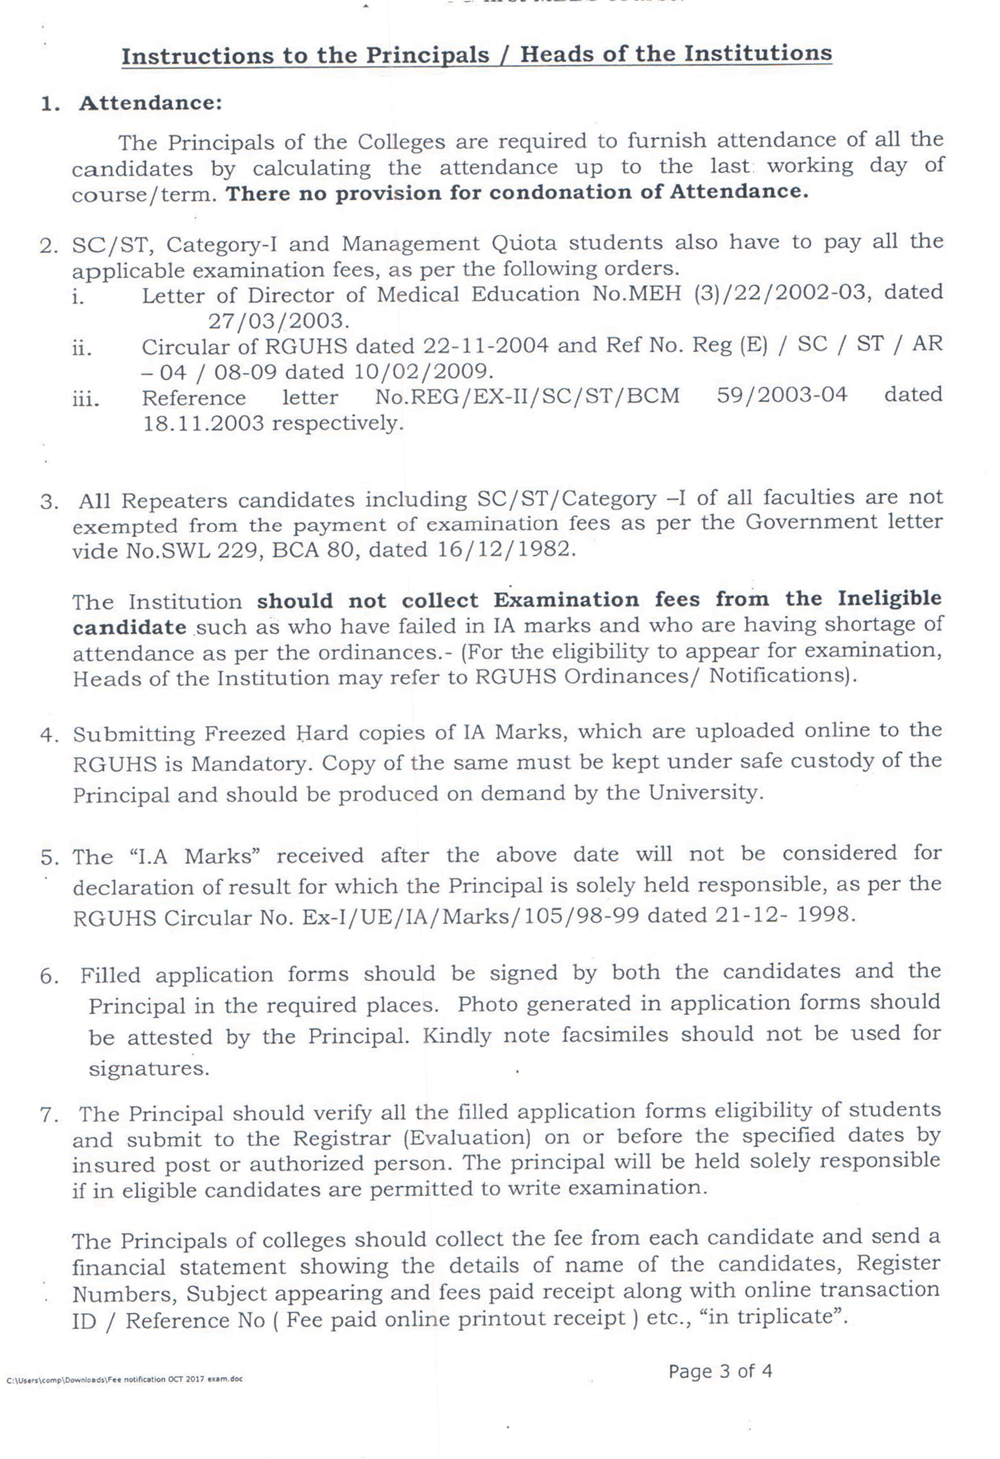 Instructions to the Principals / Heads of the Institutions
1. Attendance:
The Principals of the Colleges are required to furnish attendance of all the
candidates by calculating the attendance up to the last working day of
course/term. There no provision for condonation of Attendance.
2. SC/ST, Category-I and Management Quota students also have to pay all the
applicable examination fees, as per the following orders.
i. Letter of Director of Medical Education No.MEH (3)/22/2002-03, dated
27/03/2003.
ii. Circular of RGUHS dated 22-11-2004 and Ref No. Reg (E) / SC / ST / AR
– 04 / 08-09 dated 10/02/2009.
iii. Reference letter No.REG/EX-II/SC/ST/BCM 59/2003-04 dated
18.11.2003 respectively.
3. All Repeaters candidates including SC/ST/Category –I of all faculties are not
exempted from the payment of examination fees as per the Government letter
vide No.SWL 229, BCA 80, dated 16/12/1982.
The Institution should not collect Examination fees from the Ineligible
candidate such as who have failed in IA marks and who are having shortage of
attendance as per the ordinances.- (For the eligibility to appear for examination,
Heads of the Institution may refer to RGUHS Ordinances/ Notifications).
4. Submitting Freezed Hard copies of IA Marks, which are uploaded online to the
RGUHS is Mandatory. Copy of the same must be kept under safe custody of the
Principal and should be produced on demand by the University.
5. The “I.A Marks” received after the above date will not be considered for
declaration of result for which the Principal is solely held responsible, as per the
RGUHS Circular No. Ex-I/UE/IA/Marks/105/98-99 dated 21-12- 1998.
6. Filled application forms should be signed by both the candidates and the
Principal in the required places. Photo generated in application forms should
be attested by the Principal. Kindly note facsimiles should not be used for
signatures.
7. The Principal should verify all the filled application forms eligibility of students
and submit to the Registrar (Evaluation) on or before the specified dates by
insured post or authorized person. The principal will be held solely responsible
if in eligible candidates are permitted to write examination.
The Principals of colleges should collect the fee from each candidate and send a
financial statement showing the details of name of the candidates, Register
Numbers, Subject appearing and fees paid receipt along with online transaction
ID / Reference No ( Fee paid online printout receipt ) etc., “in triplicate”.
C:\Users\comp\Downloads\Fee notification OCT 2017 exam.doc
Page 3 of 4